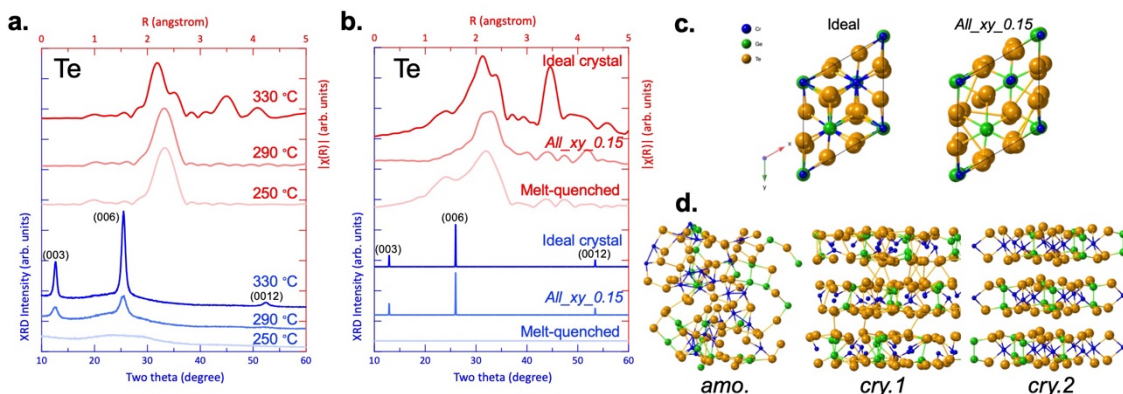 a.
R (angstrom)
0 1 2 3 4 5
Te
330 °C
290 °C
250 °C
|χ(R)| (arb. units)
XRD Intensity (arb. units)
(003)
(006)
(0012)
330 °C
290 °C
250 °C
10 20 30 40 50 60
Two theta (degree)
b.
R (angstrom)
0 1 2 3 4 5
Te
Ideal crystal
All_xy_0.15
Melt-quenched
|χ(R)| (arb. units)
XRD Intensity (arb. units)
(003)
(006)
(0012)
Ideal crystal
All_xy_0.15
Melt-quenched
10 20 30 40 50 60
Two theta (degree)
c.
Cr
Ge
Te
Ideal
All_xy_0.15
x
y
d.
amo.
cry.1
cry.2